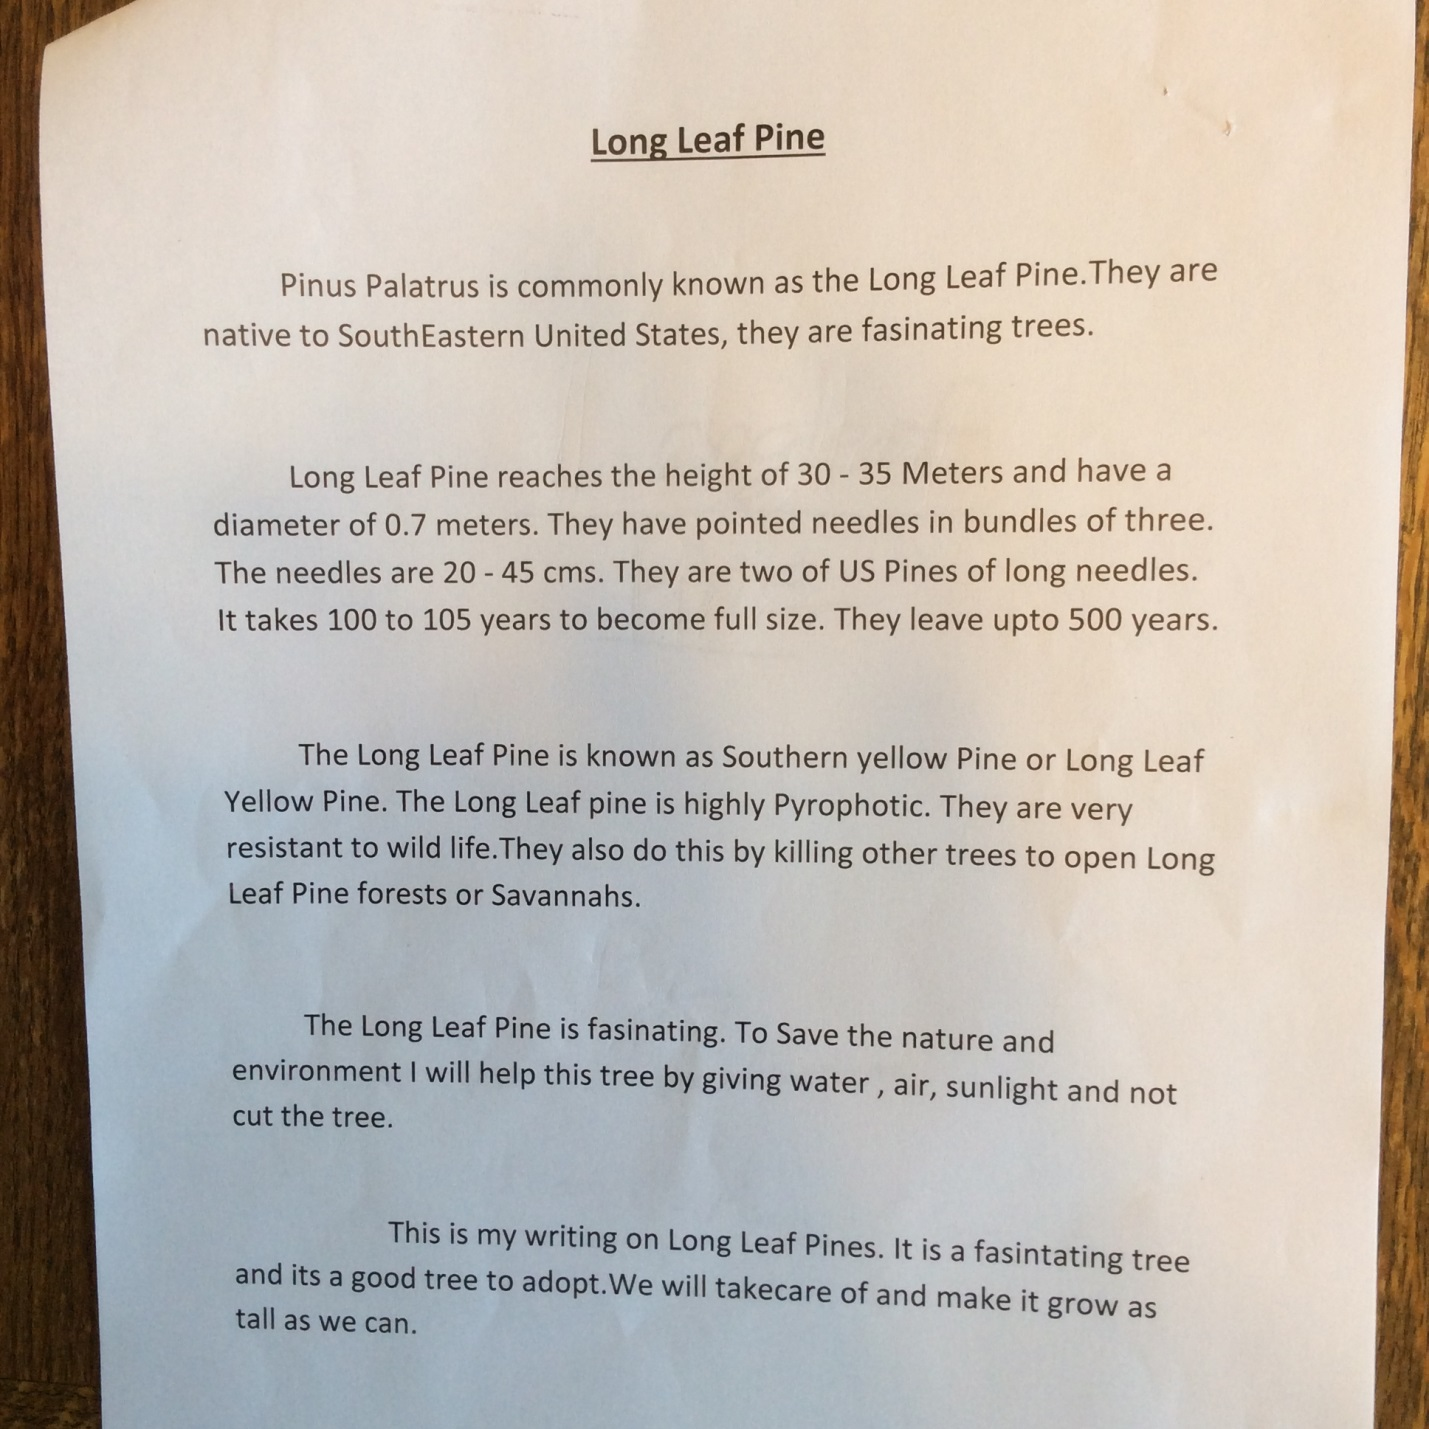 Long Leaf Pine
Pinus Palatrus is commonly known as the Long Leaf Pine.They are
native to SouthEastern United States, they are fasinating trees.
Long Leaf Pine reaches the height of 30 - 35 Meters and have a
diameter of 0.7 meters. They have pointed needles in bundles of three.
The needles are 20 - 45 cms. They are two of US Pines of long needles.
It takes 100 to 105 years to become full size. They leave upto 500 years.
The Long Leaf Pine is known as Southern yellow Pine or Long Leaf
Yellow Pine. The Long Leaf pine is highly Pyrophotic. They are very
resistant to wild life.They also do this by killing other trees to open Long
Leaf Pine forests or Savannahs.
The Long Leaf Pine is fasinating. To Save the nature and
environment I will help this tree by giving water , air, sunlight and not
cut the tree.
This is my writing on Long Leaf Pines. It is a fasintating tree
and its a good tree to adopt.We will takecare of and make it grow as
tall as we can.